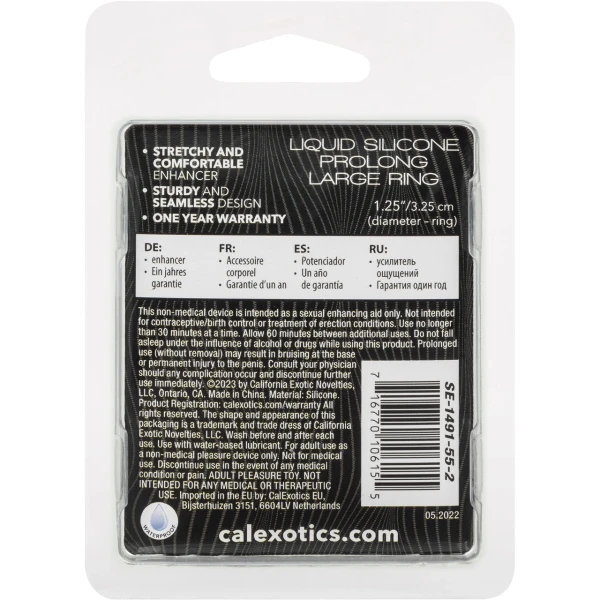 • STRETCHY AND
COMFORTABLE
ENHANCER
• STURDY AND
SEAMLESS DESIGN
• ONE YEAR WARRANTY
LIQUID SILICONE
PROLONG
LARGE RING
1.25"/3.25 cm
(diameter – ring)
DE:
• enhancer
• Ein jahres
garantie
FR:
• Accessoire
corporel
• Garantie d'un an
ES:
• Potenciador
• Un año
de garantía
RU:
• усилитель
ощущений
• Гарантия один год
This non-medical device is intended as a sexual enhancing aid only. Not intended
for contraceptive/birth control or treatment of erection conditions. Use no longer
than 30 minutes at a time. Allow 60 minutes between additional uses. Do not fall
asleep under the influence of alcohol or drugs while using this product. Prolonged
use (without removal) may result in bruising at the base
or permanent injury to the penis. Consult your physician
should any complication occur and discontinue further
use immediately. ©2023 by California Exotic Novelties,
LLC, Ontario, CA. Made in China. Material: Silicone.
Product Registration: calexotics.com/warranty All
rights reserved. The shape and appearance of this
packaging is a trademark and trade dress of California
Exotic Novelties, LLC. Wash before and after each
use. Use with water-based lubricant. For adult use as
a non-medical pleasure device only. Not for medical
use. Discontinue use in the event of any medical
condition or pain. ADULT PLEASURE TOY. NOT
INTENDED FOR ANY MEDICAL OR THERAPEUTIC
USE. Imported in the EU by: CalExotics EU,
Bijsterhuizen 3151, 6604LV Netherlands
7 16770 10615 5
SE-1491-55-2
05.2022
WATERPROOF
calexotics.com